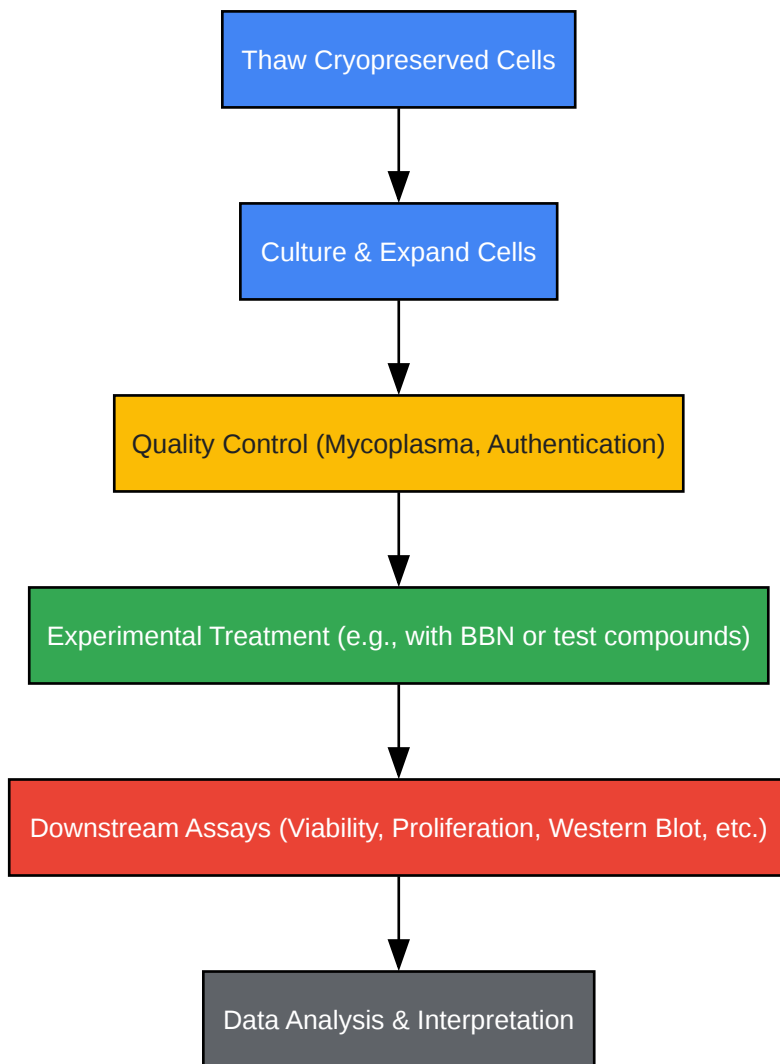 Thaw Cryopreserved Cells
Culture & Expand Cells
Quality Control (Mycoplasma, Authentication)
Experimental Treatment (e.g., with BBN or test compounds)
Downstream Assays (Viability, Proliferation, Western Blot, etc.)
Data Analysis & Interpretation